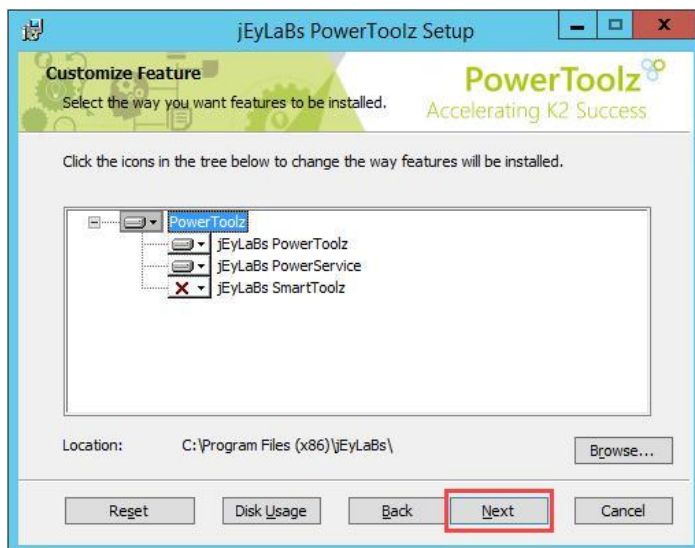 jEyLaBs PowerToolz Setup
Customize Feature
Select the way you want features to be installed.
PowerToolz
Accelerating K2 Success
Click the icons in the tree below to change the way features will be installed.
PowerToolz
jEyLaBs PowerToolz
jEyLaBs PowerService
jEyLaBs SmartToolz
Location: C:\Program Files (x86)\jEyLaBs\
Browse...
Reset Disk Usage Back Next Cancel